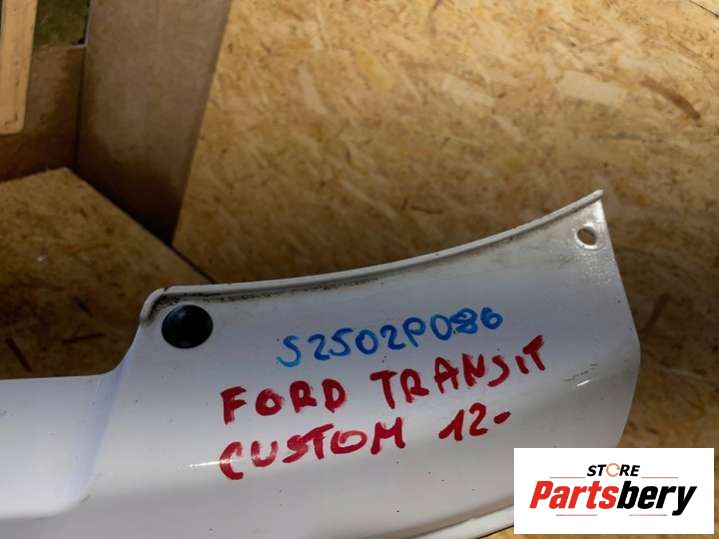 S2502P086
FORD TRANSIT
CUSTOM 12-
STORE
Partsbery